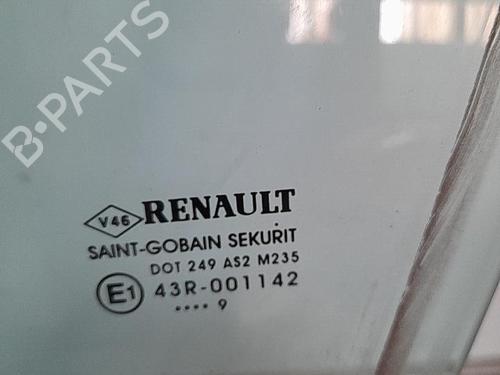 B-PARTS
V46 RENAULT
SAINT-GOBAIN SEKURIT
DOT 249 AS2 M235
E1 43R-001142
.... 9